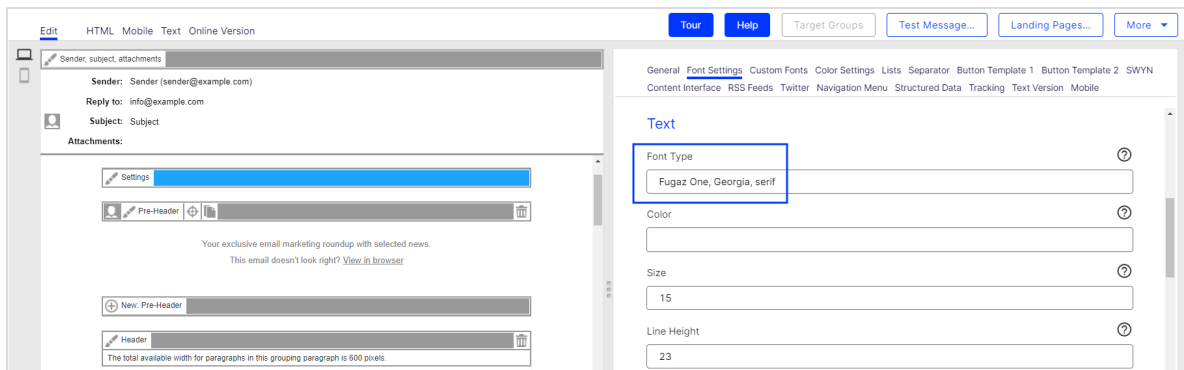 Edit HTML Mobile Text Online Version
Tour Help Target Groups Test Message... Landing Pages... More
Sender, subject, attachments
Sender: Sender (sender@example.com)
Reply to: info@example.com
Subject: Subject
Attachments:
Settings
Pre-Header
Your exclusive email marketing roundup with selected news.
This email doesn't look right? View in browser
New: Pre-Header
Header
The total available width for paragraphs in this grouping paragraph is 600 pixels.
General Font Settings Custom Fonts Color Settings Lists Separator Button Template 1 Button Template 2 SWYN
Content Interface RSS Feeds Twitter Navigation Menu Structured Data Tracking Text Version Mobile
Text
Font Type
Fugaz One, Georgia, serif
Color
Size
15
Line Height
23